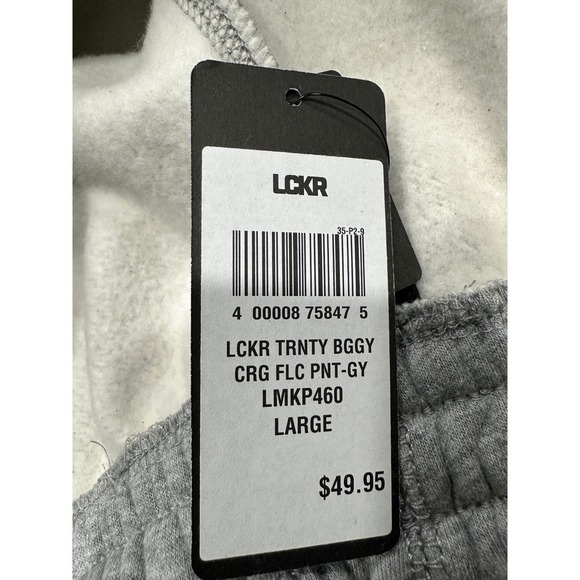 LCKR
35-P2-9
4 00008 75847 5
LCKR TRNTY BGGY
CRG FLC PNT-GY
LMKP460
LARGE
$49.95